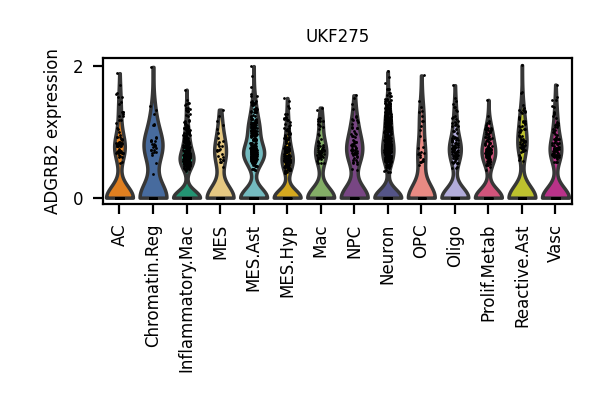 UKF275
ADGRB2 expression
2
0
AC
Chromatin.Reg
Inflammatory.Mac
MES
MES.Ast
MES.Hyp
Mac
NPC
Neuron
OPC
Oligo
Prolif.Metab
Reactive.Ast
Vasc